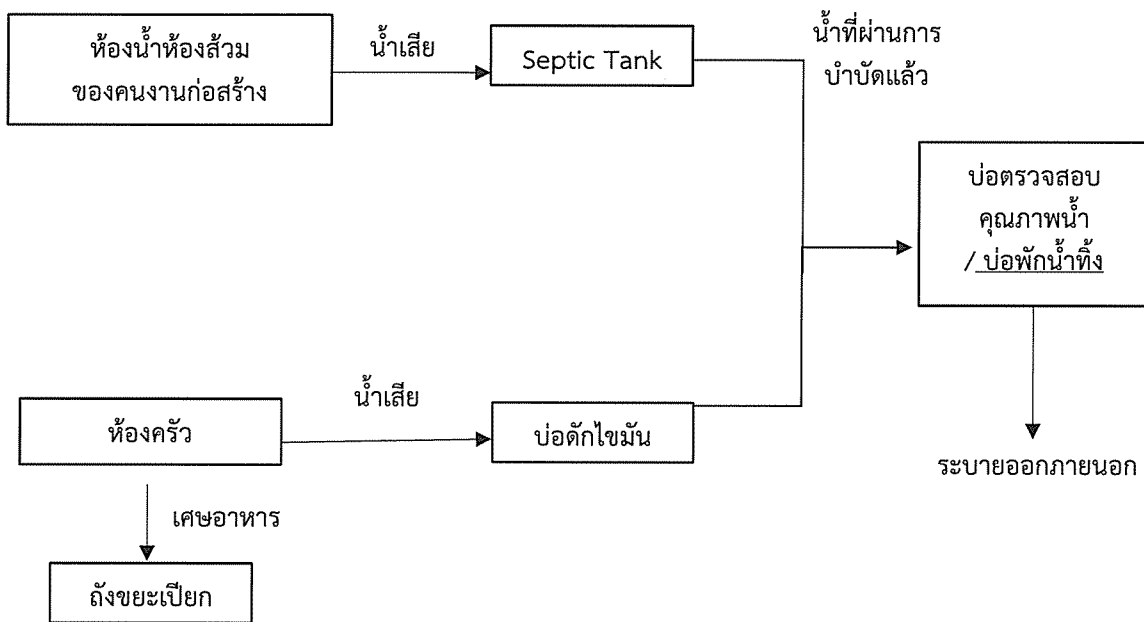 ห้องน้ำห้องส้วม
ของคนงานก่อสร้าง
น้ำเสีย
Septic Tank
น้ำที่ผ่านการ
บำบัดแล้ว
บ่อตรวจสอบ
คุณภาพน้ำ
/ บ่อพักน้ำทิ้ง
ห้องครัว
น้ำเสีย
บ่อดักไขมัน
ระบายออกภายนอก
เศษอาหาร
ถังขยะเปียก